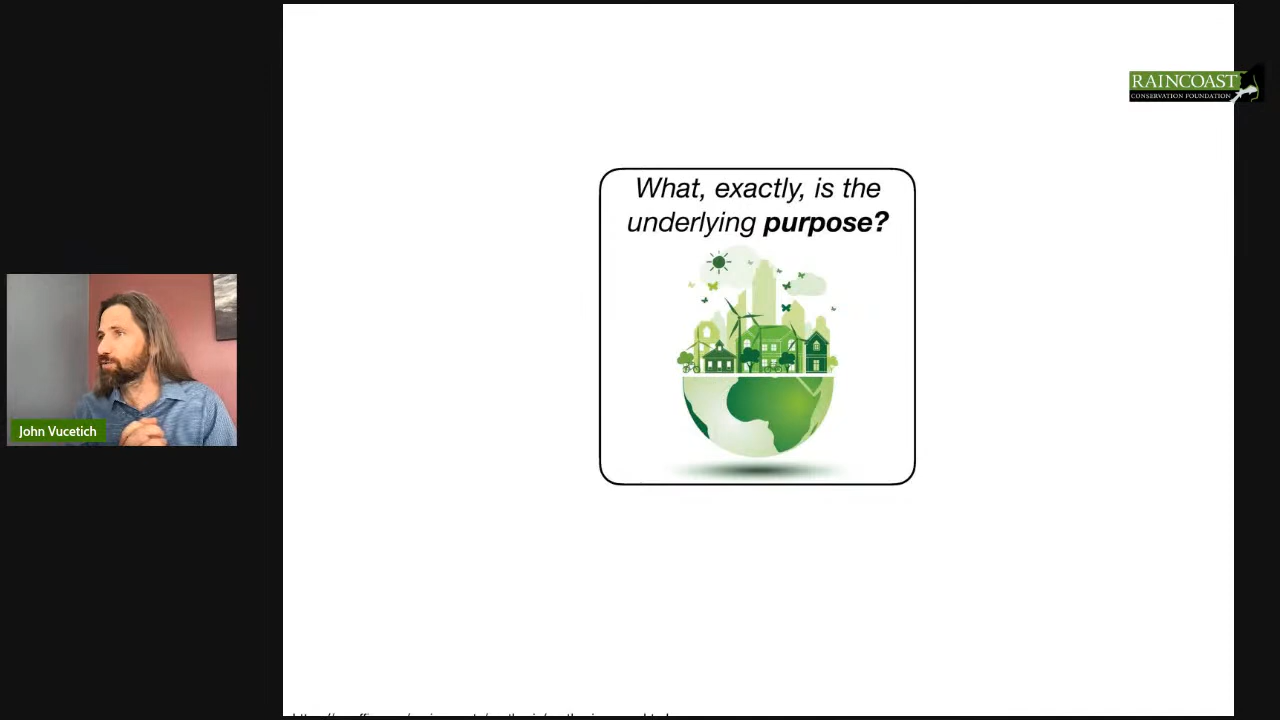 RAINCOAST
CONSERVATION FOUNDATION
What, exactly, is the
underlying purpose?
John Vucetich